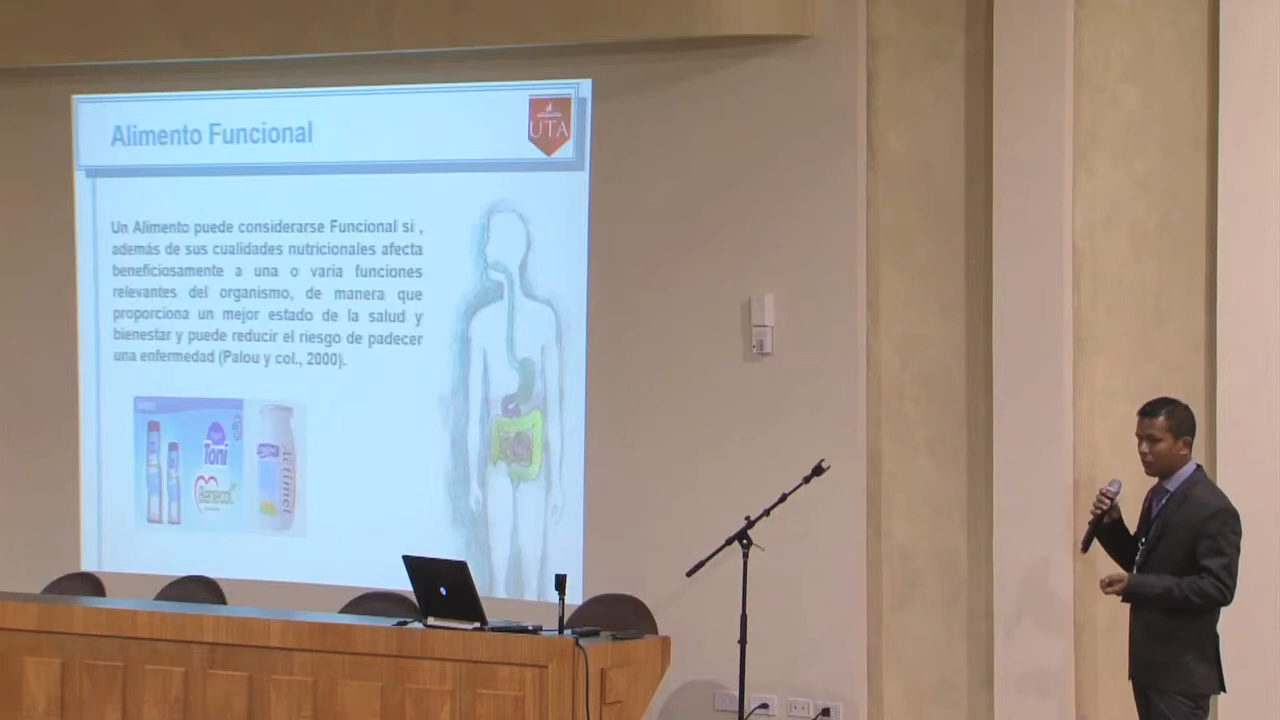 Alimento Funcional
UTA
Un Alimento puede considerarse Funcional si ,
además de sus cualidades nutricionales afecta
beneficiosamente a una o varia funciones
relevantes del organismo, de manera que
proporciona un mejor estado de la salud y
bienestar y puede reducir el riesgo de padecer
una enfermedad (Palou y col., 2000).
Toni
Benecol
Actimel